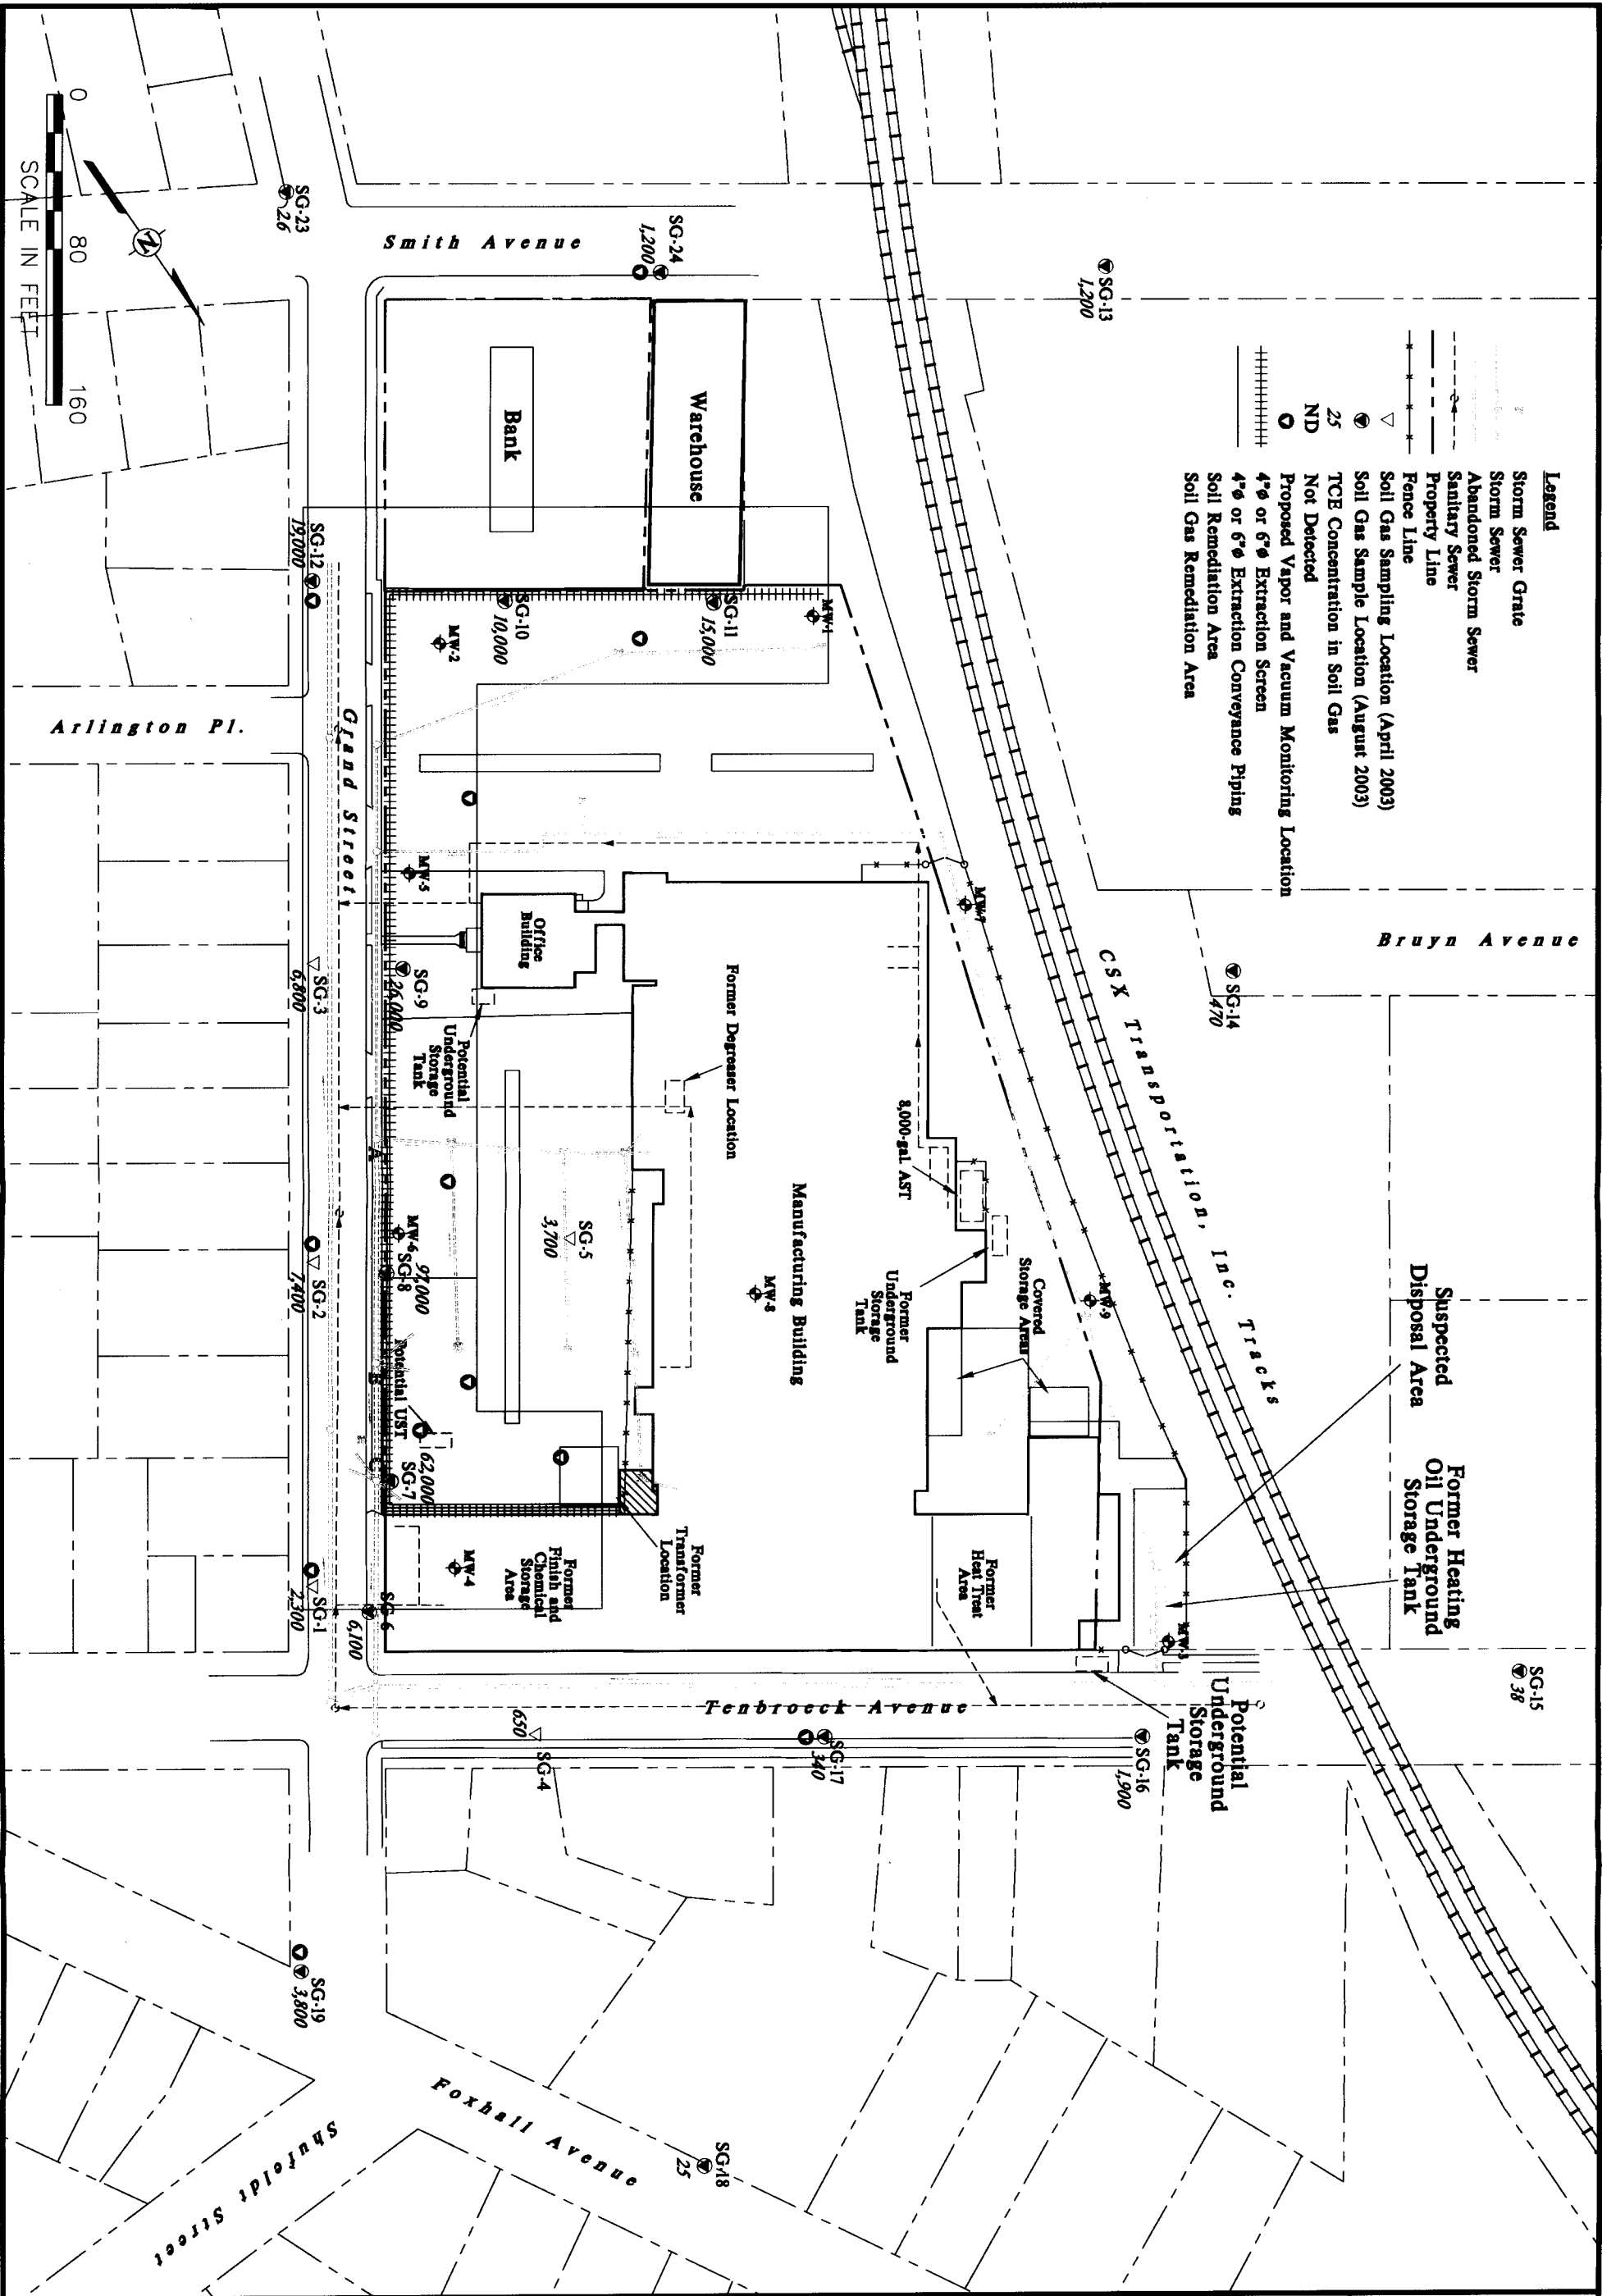 Legend
Storm Sewer Grate
Storm Sewer
Abandoned Storm Sewer
Sanitary Sewer
Property Line
Fence Line
Soil Gas Sampling Location (April 2003)
Soil Gas Sample Location (August 2003)
25 TCE Concentration in Soil Gas
ND Not Detected
Proposed Vapor and Vacuum Monitoring Location
4"ø or 6"ø Extraction Screen
4"ø or 6"ø Extraction Conveyance Piping
Soil Remediation Area
Soil Gas Remediation Area
Bruyn Avenue
SG-13
1,200
SG-14
470
SG-15
38
CSX Transportation, Inc. Tracks
Suspected
Disposal Area
Former Heating
Oil Underground
Storage Tank
Smith Avenue
SG-24
1,200
SG-23
26
Warehouse
Bank
MW-1
SG-11
15,000
SG-10
10,000
MW-2
SG-12
19,000
Arlington Pl.
Grand Street
MW-5
MW-7
Office
Building
SG-9
26,000
SG-3
6,800
Potential
Underground
Storage
Tank
Former Degreaser Location
8,000-gal. AST
Manufacturing Building
SG-5
3,700
MW-6
SG-8
97,000
A
SG-2
7,400
MW-8
Former
Underground
Storage
Tank
Covered
Storage Areas
MW-9
Potential UST
B
62,000
SG-7
C
Former
Transformer
Location
Former
Finish and
Chemical
Storage
Area
MW-4
SG-1
2,300
SG-6
6,100
Former
Heat Treat
Area
MW-3
Potential
Underground
Storage
Tank
Tenbroeck Avenue
SG-16
1,900
SG-17
340
SG-4
650
SG-19
3,800
SG-18
25
Foxhall Avenue
Shufeldt Street
0 80 160
SCALE IN FEET
N